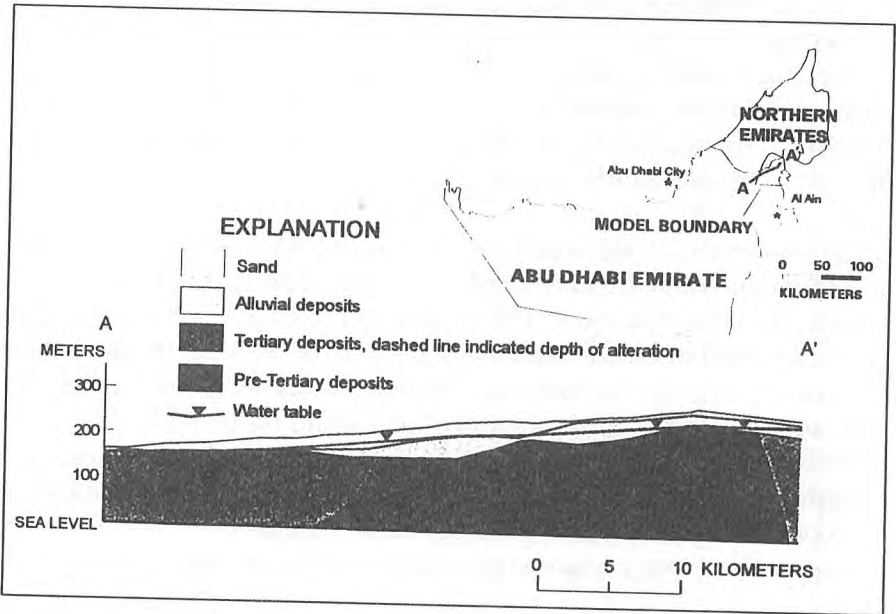 NORTHERN
EMIRATES
A'
Abu Dhabi City
A
Al Ain
MODEL BOUNDARY
ABU DHABI EMIRATE
0 50 100
KILOMETERS
EXPLANATION
Sand
Alluvial deposits
Tertiary deposits, dashed line indicated depth of alteration
Pre-Tertiary deposits
Water table
A
A'
METERS
300
200
100
SEA LEVEL
0 5 10 KILOMETERS